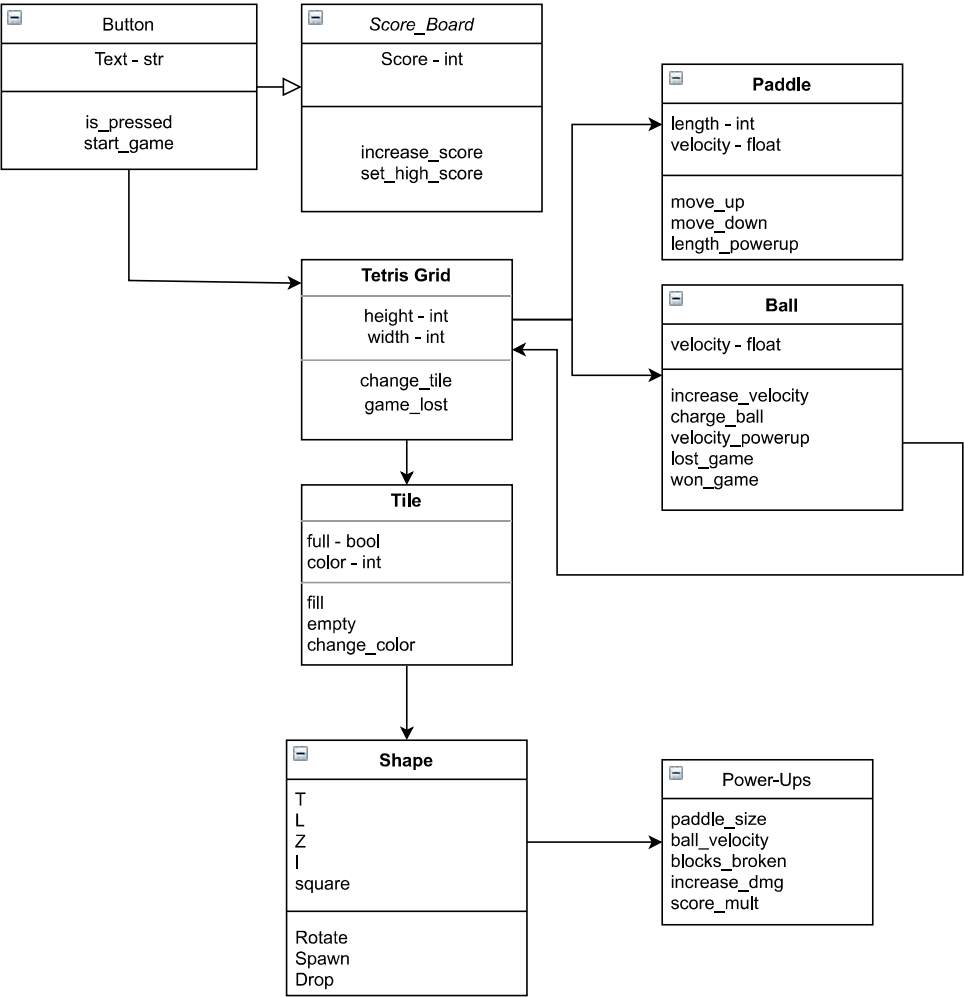 Button
Text - str
is_pressed
start_game
Score_Board
Score - int
increase_score
set_high_score
Paddle
length - int
velocity - float
move_up
move_down
length_powerup
Tetris Grid
height - int
width - int
change_tile
game_lost
Ball
velocity - float
increase_velocity
charge_ball
velocity_powerup
lost_game
won_game
Tile
full - bool
color - int
fill
empty
change_color
Shape
T
L
Z
I
square
Rotate
Spawn
Drop
Power-Ups
paddle_size
ball_velocity
blocks_broken
increase_dmg
score_mult